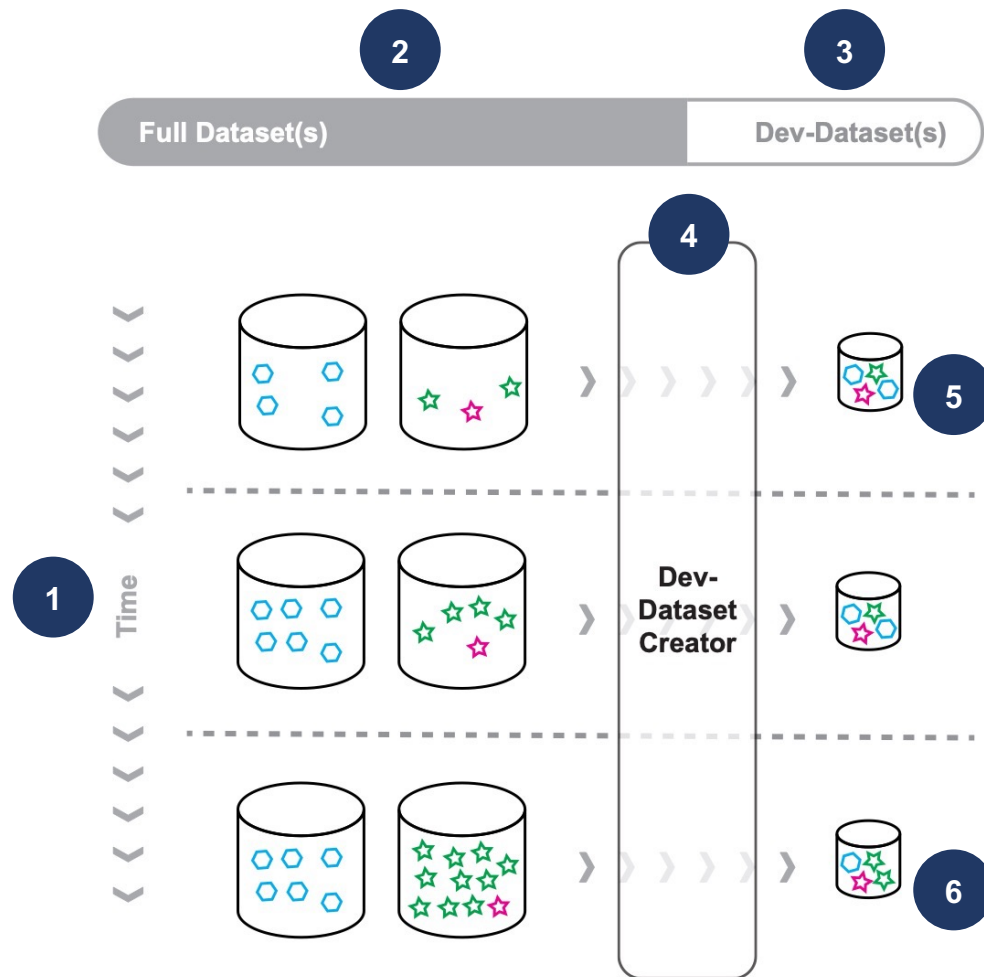 2
3
Full Dataset(s)
Dev-Dataset(s)
4
5
1
Time
Dev-
Dataset
Creator
6